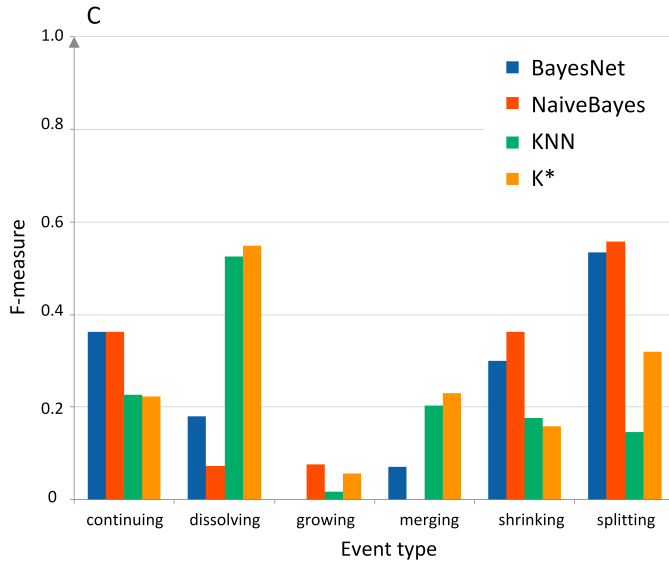 C
1.0
0.8
0.6
0.4
0.2
0
F-measure
BayesNet
NaiveBayes
KNN
K*
continuing dissolving growing merging shrinking splitting
Event type